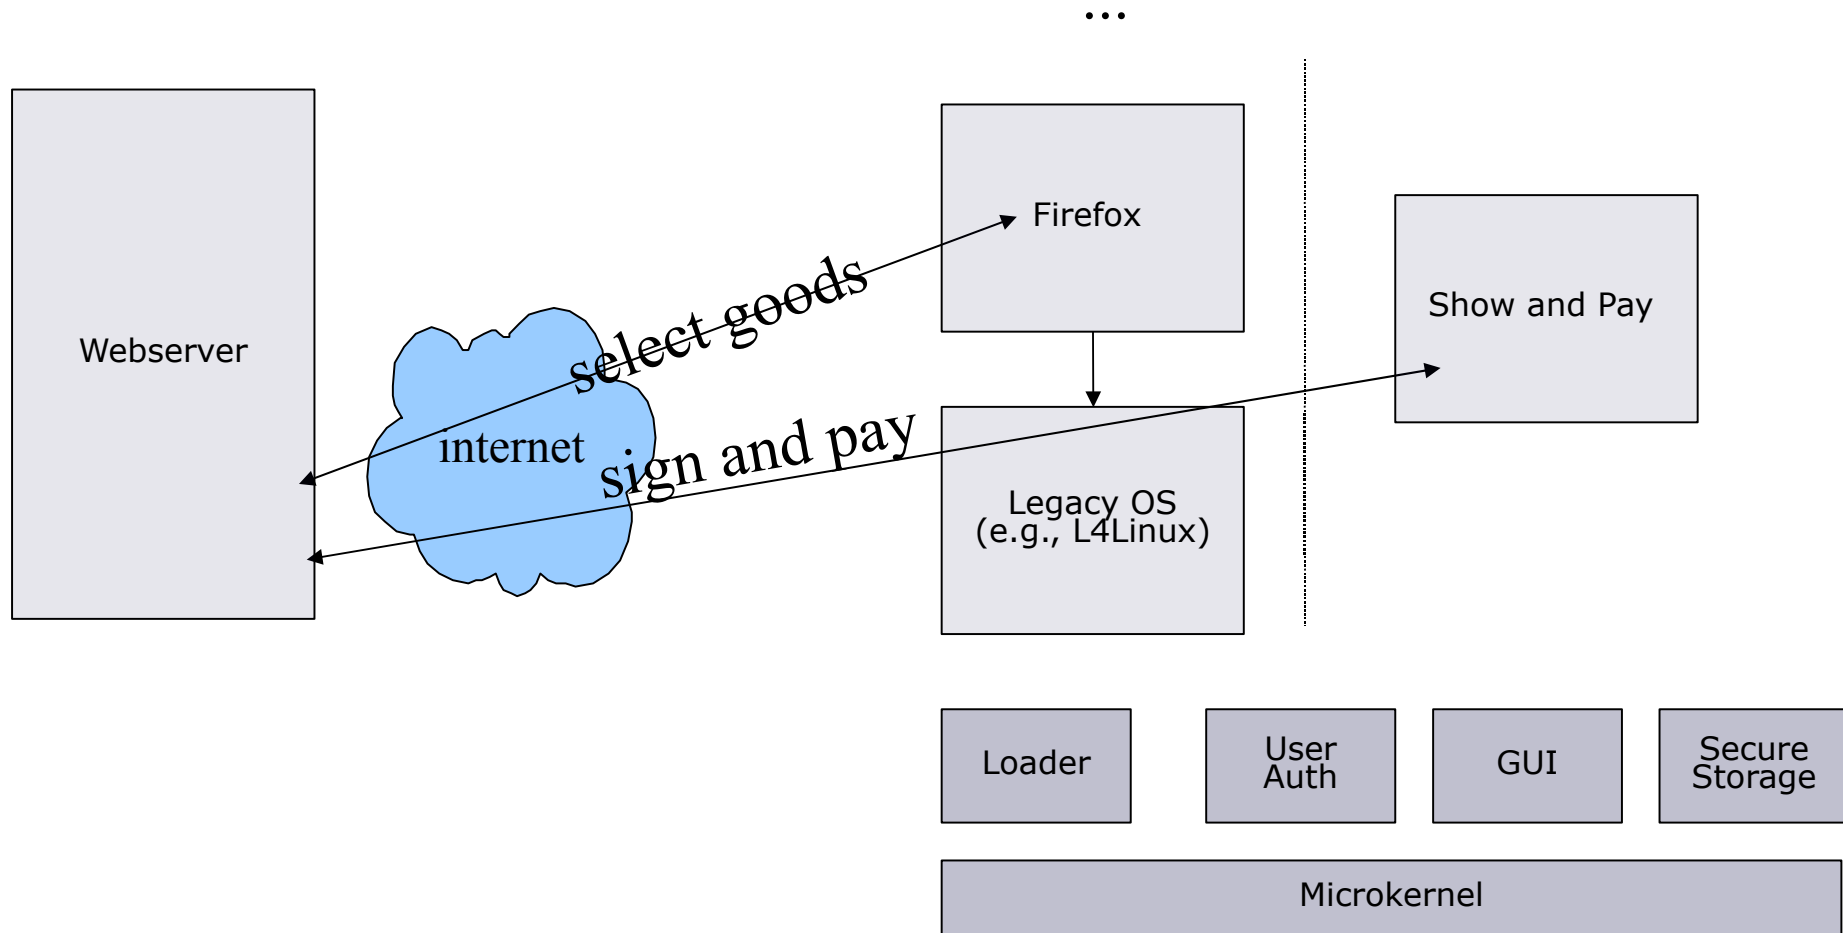 ...
Webserver
internet
select goods
sign and pay
Firefox
Legacy OS
(e.g., L4Linux)
Show and Pay
Loader
User
Auth
GUI
Secure
Storage
Microkernel